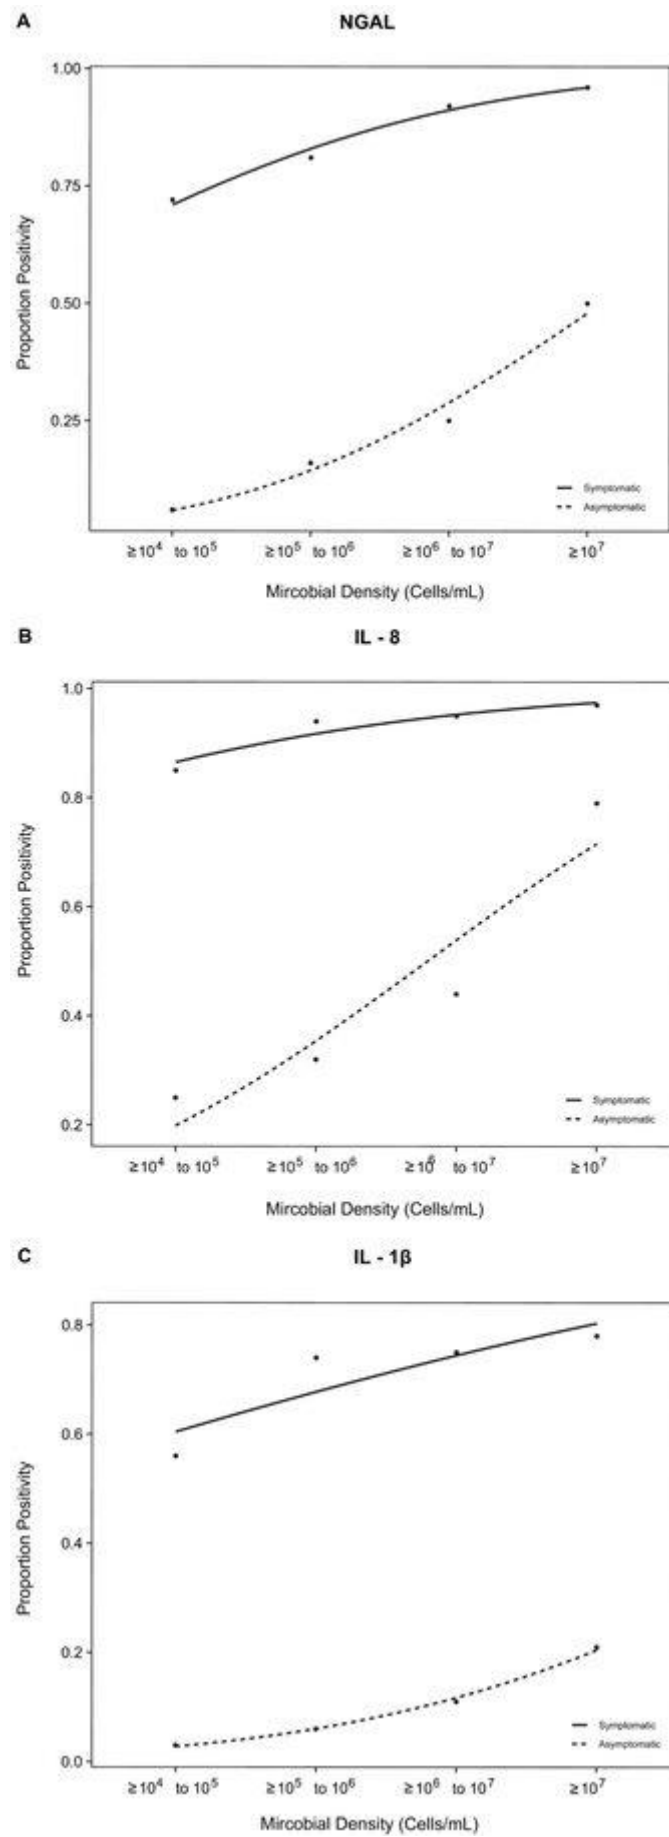 A
NGAL
1.00
0.75
0.50
0.25
Proportion Positivity
Symptomatic
Asymptomatic
≥10⁴ to 10⁵
≥10⁵ to 10⁶
≥10⁶ to 10⁷
≥10⁷
Mircobial Density (Cells/mL)
B
IL - 8
1.0
0.8
0.6
0.4
0.2
Proportion Positivity
Symptomatic
Asymptomatic
≥10⁴ to 10⁵
≥10⁵ to 10⁶
≥10⁶ to 10⁷
≥10⁷
Mircobial Density (Cells/mL)
C
IL - 1β
0.8
0.6
0.4
0.2
0.0
Proportion Positivity
Symptomatic
Asymptomatic
≥10⁴ to 10⁵
≥10⁵ to 10⁶
≥10⁶ to 10⁷
≥10⁷
Mircobial Density (Cells/mL)